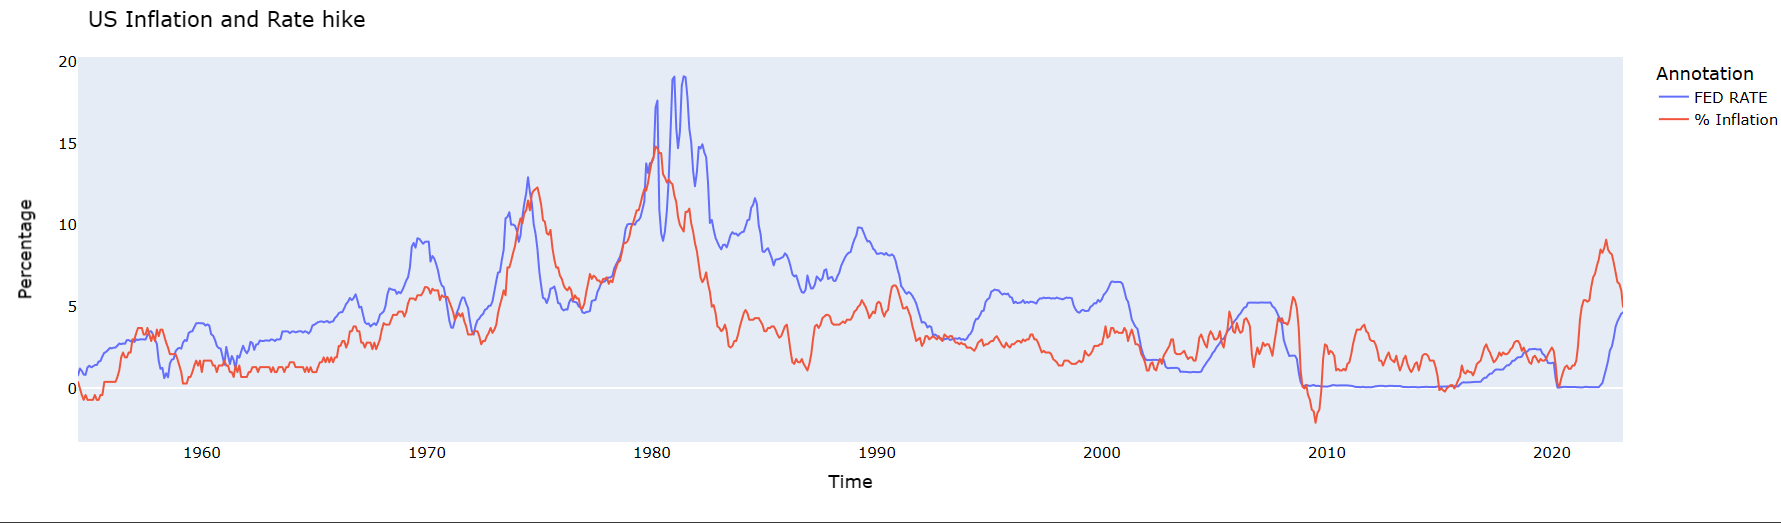 US Inflation and Rate hike
Annotation
FED RATE
% Inflation
Percentage
20
15
10
5
0
1960 1970 1980 1990 2000 2010 2020
Time